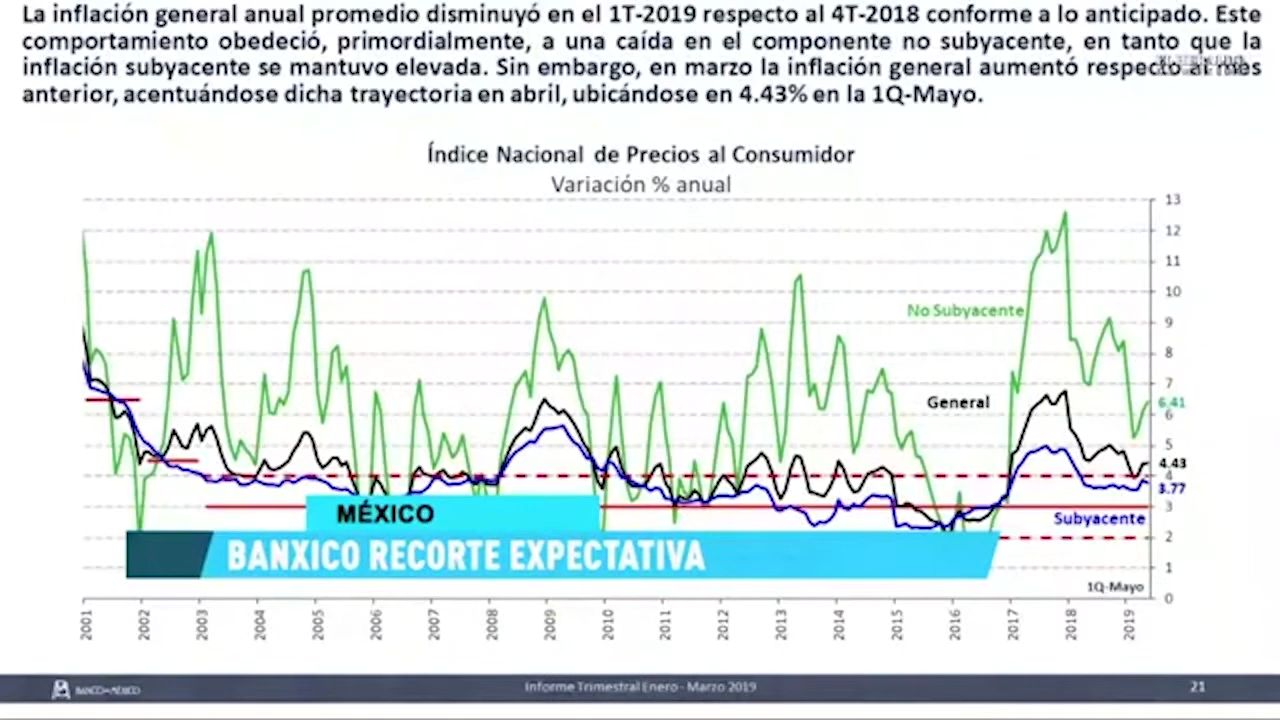 La inflación general anual promedio disminuyó en el 1T-2019 respecto al 4T-2018 conforme a lo anticipado. Este
comportamiento obedeció, primordialmente, a una caída en el componente no subyacente, en tanto que la
inflación subyacente se mantuvo elevada. Sin embargo, en marzo la inflación general aumentó respecto al mes
anterior, acentuándose dicha trayectoria en abril, ubicándose en 4.43% en la 1Q-Mayo.
Índice Nacional de Precios al Consumidor
Variación % anual
13
12
11
10
No Subyacente
9
8
7
General
6.41
6
5
4.43
4
3.77
3
MÉXICO
Subyacente
2
BANXICO RECORTE EXPECTATIVA
1
1Q-Mayo
0
2001 2002 2003 2004 2005 2006 2007 2008 2009 2010 2011 2012 2013 2014 2015 2016 2017 2018 2019
BANCO DE MÉXICO
Informe Trimestral Enero - Marzo 2019
21